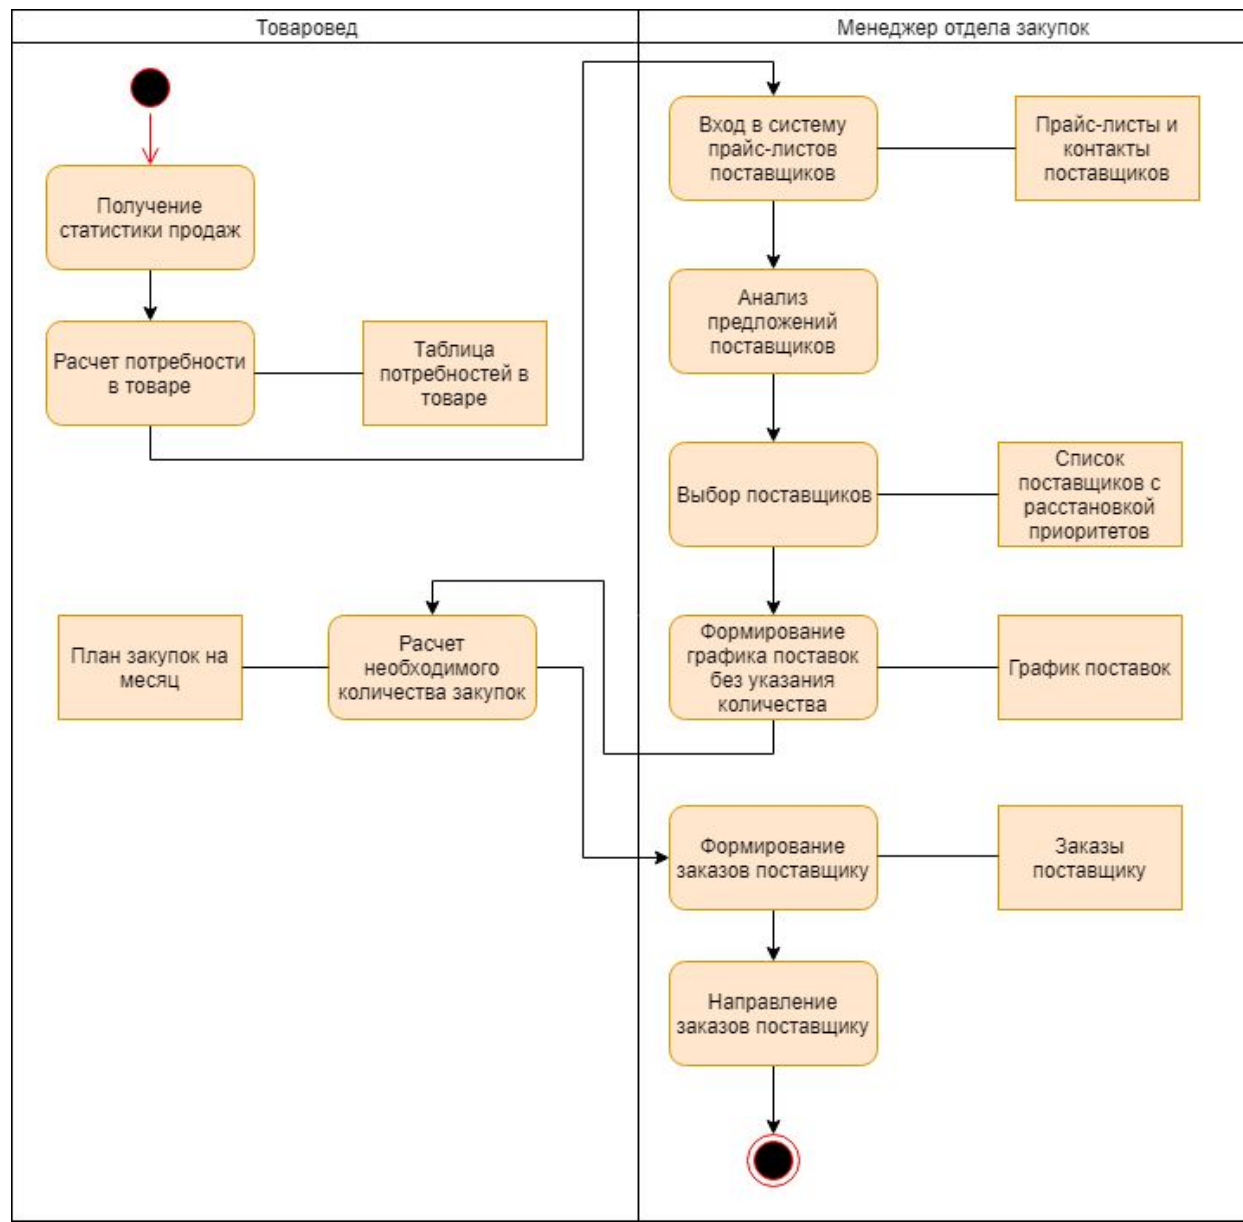 Товаровед
Менеджер отдела закупок
Получение
статистики продаж
Расчет потребности
в товаре
Таблица
потребностей в
товаре
Вход в систему
прайс-листов
поставщиков
Прайс-листы и
контакты
поставщиков
Анализ
предложений
поставщиков
Выбор поставщиков
Список
поставщиков с
расстановкой
приоритетов
Формирование
графика поставок
без указания
количества
График поставок
План закупок на
месяц
Расчет
необходимого
количества закупок
Формирование
заказов поставщику
Заказы
поставщику
Направление
заказов поставщику